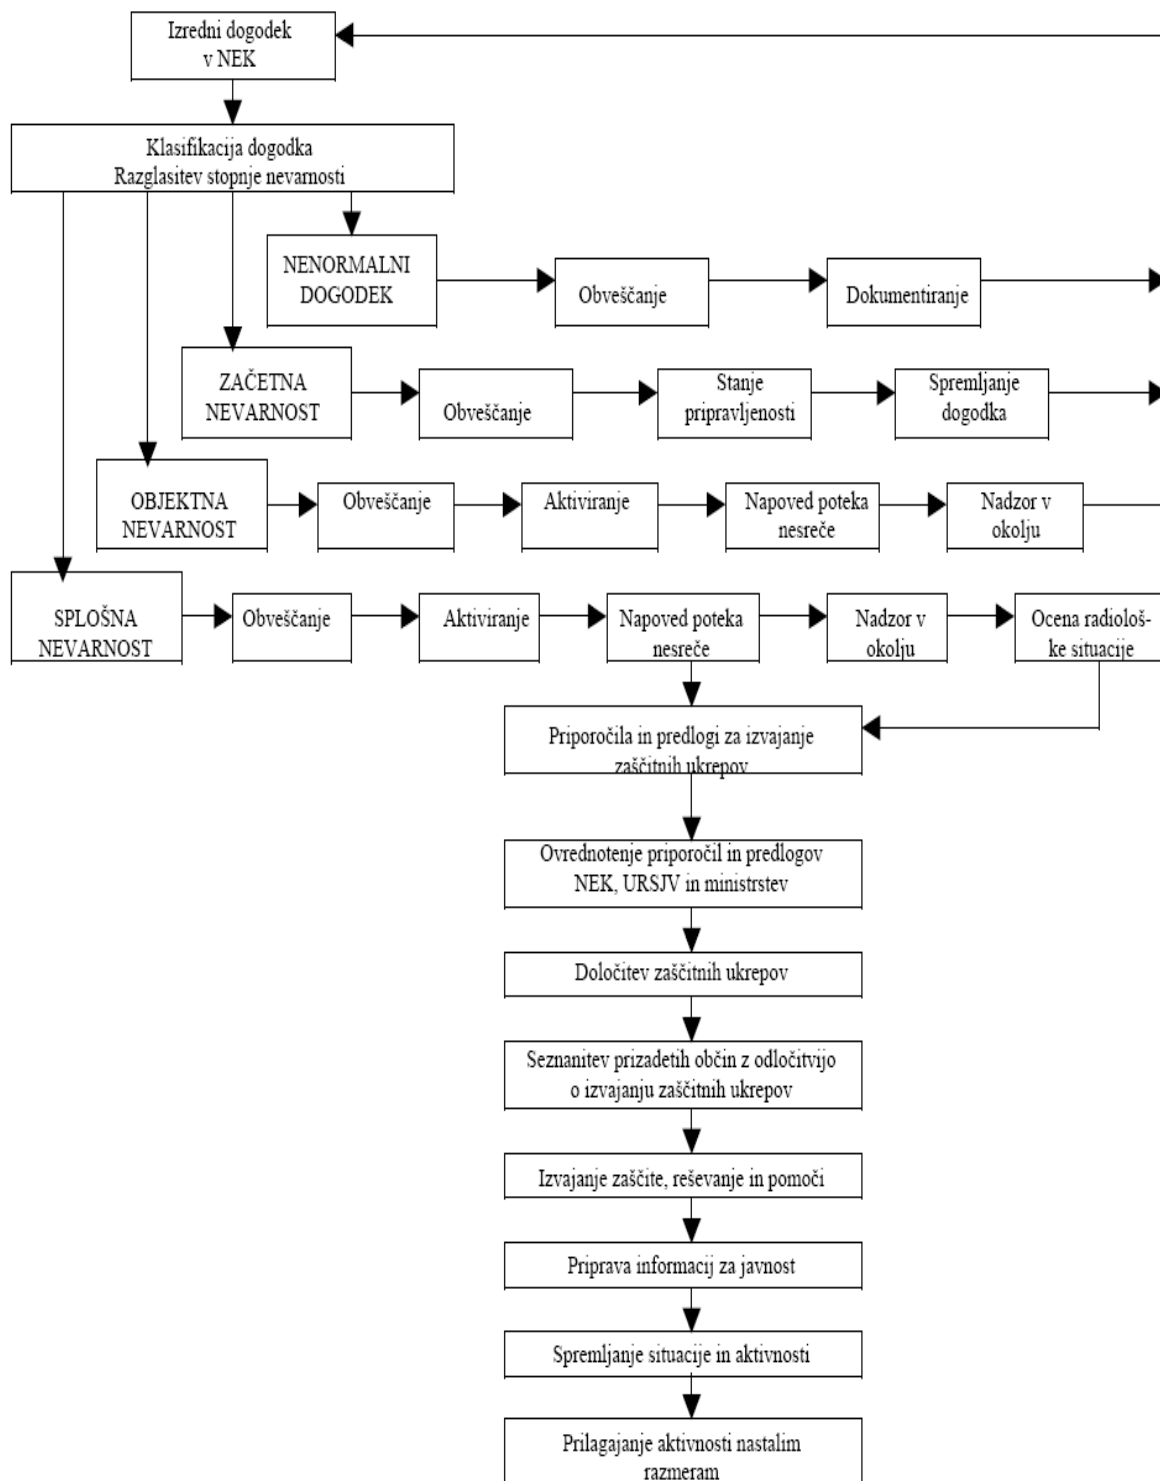 Izredni dogodek
v NEK
Klasifikacija dogodka
Razglasitev stopnje nevarnosti
NENORMALNI
DOGODEK
Obveščanje
Dokumentiranje
ZAČETNA
NEVARNOST
Obveščanje
Stanje
pripravljenosti
Spremljanje
dogodka
OBJEKTNA
NEVARNOST
Obveščanje
Aktiviranje
Napoved poteka
nesreče
Nadzor v
okolju
SPLOŠNA
NEVARNOST
Obveščanje
Aktiviranje
Napoved poteka
nesreče
Nadzor v
okolju
Ocena radiološ-
ke situacije
Priporočila in predlogi za izvajanje
zaščitnih ukrepov
Ovrednotenje priporočil in predlogov
NEK, URSJV in ministrstev
Določitev zaščitnih ukrepov
Seznanitev prizadetih občin z odločitvijo
o izvajanju zaščitnih ukrepov
Izvajanje zaščite, reševanje in pomoči
Priprava informacij za javnost
Spremljanje situacije in aktivnosti
Prilagajanje aktivnosti nastalim
razmeram